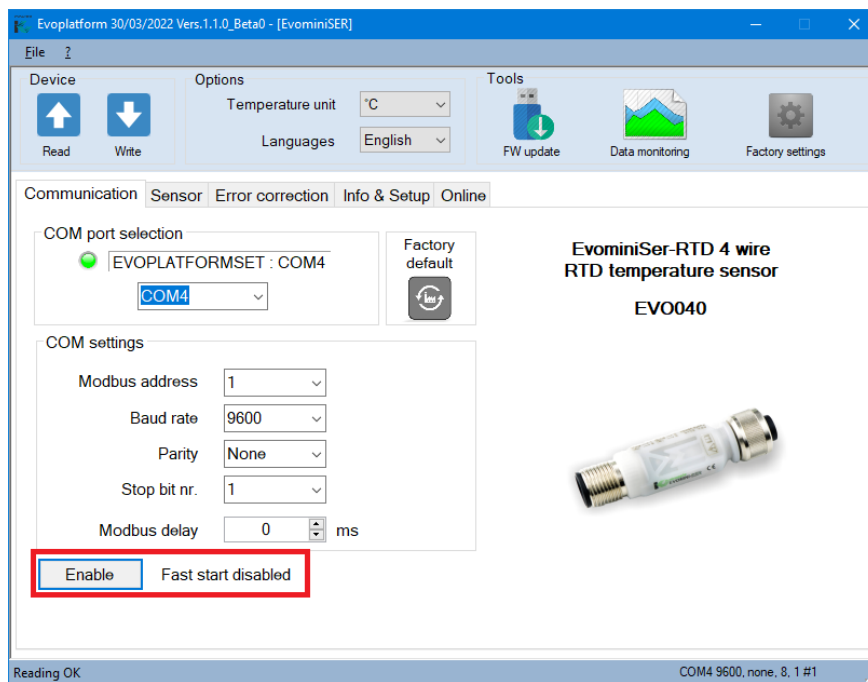 Evoplatform 30/03/2022 Vers.1.1.0_Beta0 - [EvominiSER]
File ?
Device
Read
Write
Options
Temperature unit °C
Languages English
Tools
FW update
Data monitoring
Factory settings
Communication Sensor Error correction Info & Setup Online
COM port selection
EVOPLATFORMSET : COM4
COM4
Factory
default
COM settings
Modbus address 1
Baud rate 9600
Parity None
Stop bit nr. 1
Modbus delay 0 ms
Enable Fast start disabled
EvominiSer-RTD 4 wire
RTD temperature sensor
EVO040
Reading OK
COM4 9600, none, 8, 1 #1